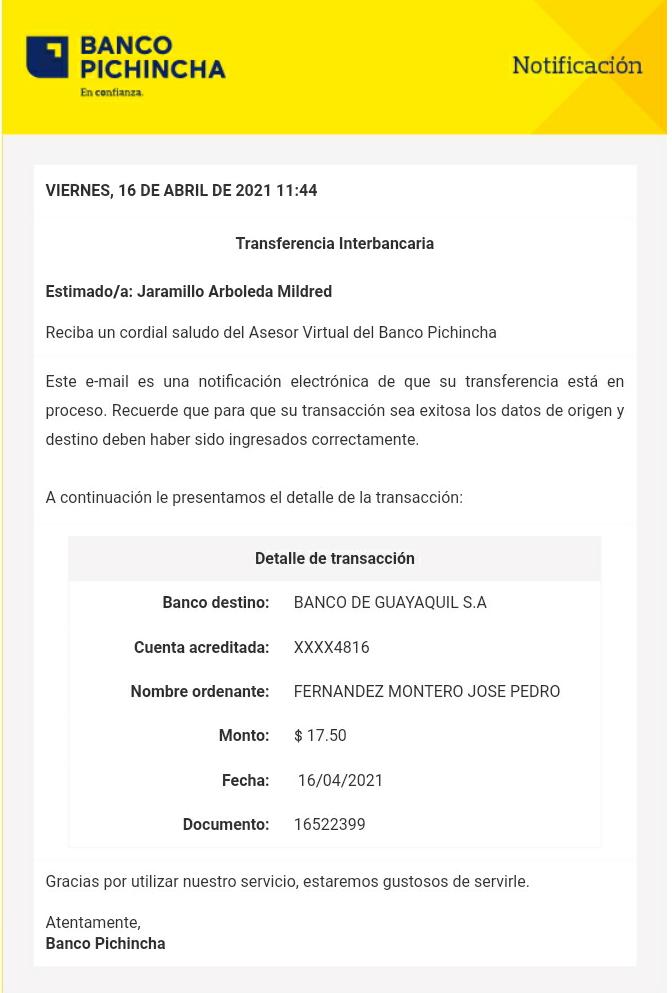 BANCO
PICHINCHA
En confianza.
Notificación
VIERNES, 16 DE ABRIL DE 2021 11:44
Transferencia Interbancaria
Estimado/a: Jaramillo Arboleda Mildred
Reciba un cordial saludo del Asesor Virtual del Banco Pichincha
Este e-mail es una notificación electrónica de que su transferencia está en
proceso. Recuerde que para que su transacción sea exitosa los datos de origen y
destino deben haber sido ingresados correctamente.
A continuación le presentamos el detalle de la transacción:
Detalle de transacción
Banco destino: BANCO DE GUAYAQUIL S.A
Cuenta acreditada: XXXX4816
Nombre ordenante: FERNANDEZ MONTERO JOSE PEDRO
Monto: $ 17.50
Fecha: 16/04/2021
Documento: 16522399
Gracias por utilizar nuestro servicio, estaremos gustosos de servirle.
Atentamente,
Banco Pichincha